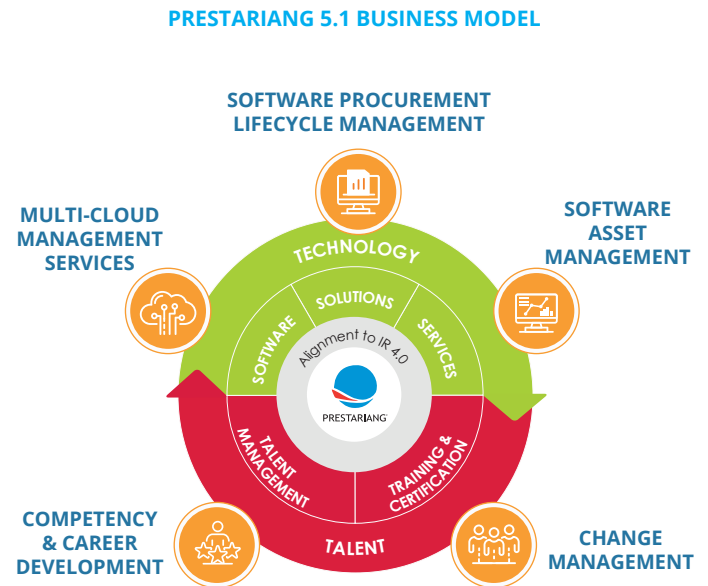 PRESTARIANG 5.1 BUSINESS MODEL
SOFTWARE PROCUREMENT
LIFECYCLE MANAGEMENT
MULTI-CLOUD
MANAGEMENT
SERVICES
SOFTWARE
ASSET
MANAGEMENT
TECHNOLOGY
SOFTWARE
SOLUTIONS
SERVICES
Alignment to IR 4.0
PRESTARIANG
TALENT
MANAGEMENT
TRAINING &
CERTIFICATION
TALENT
COMPETENCY
& CAREER
DEVELOPMENT
CHANGE
MANAGEMENT